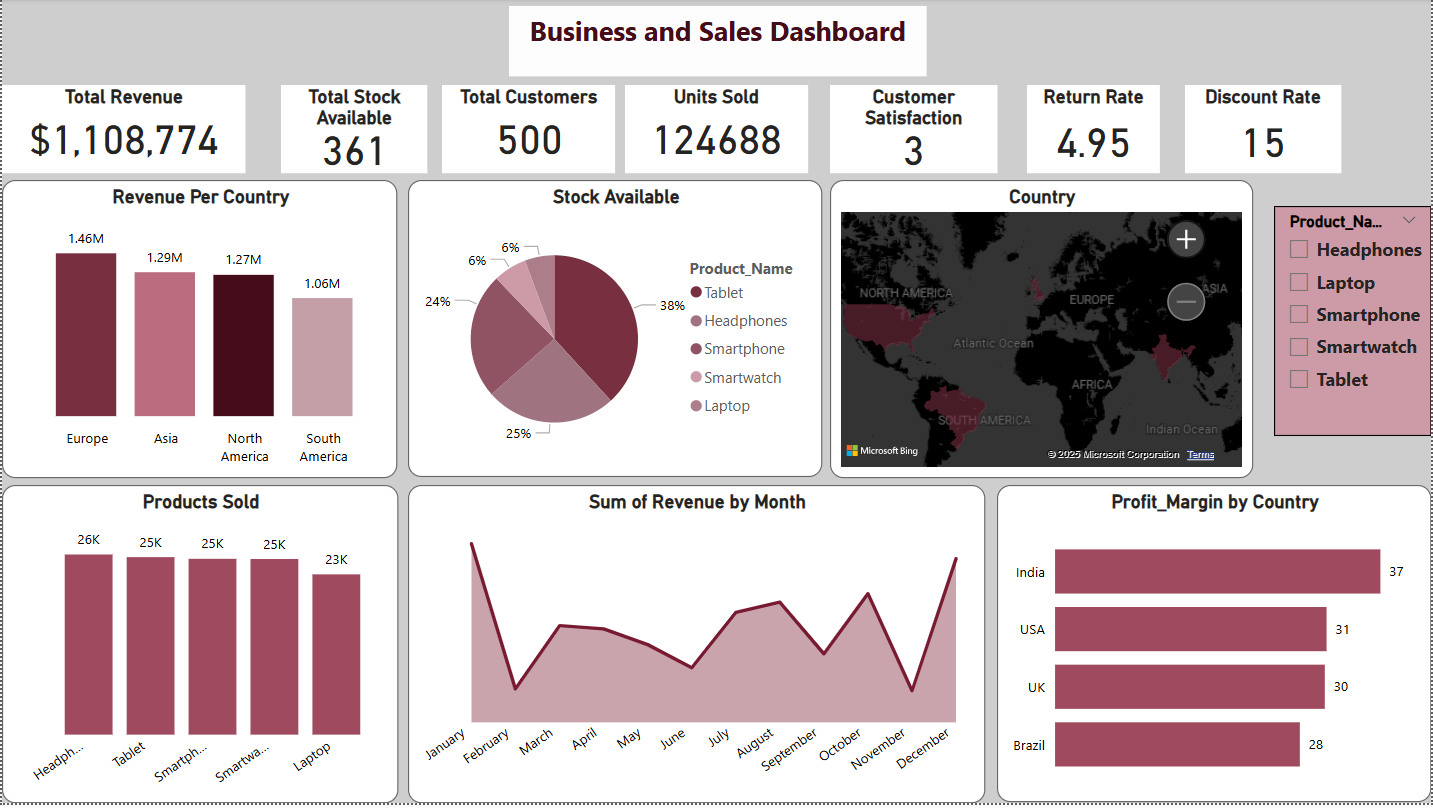 Business and Sales Dashboard
Total Revenue
$1,108,774
Total Stock
Available
361
Total Customers
500
Units Sold
124688
Customer
Satisfaction
3
Return Rate
4.95
Discount Rate
15
Revenue Per Country
1.46M
1.29M
1.27M
1.06M
Europe
Asia
North
America
South
America
Stock Available
6%
6%
24%
38%
25%
Product_Name
Tablet
Headphones
Smartphone
Smartwatch
Laptop
Country
NORTH AMERICA
EUROPE
ASIA
Atlantic Ocean
AFRICA
SOUTH AMERICA
Indian Ocean
Microsoft Bing
© 2025 Microsoft Corporation Terms
Product_Na...
Headphones
Laptop
Smartphone
Smartwatch
Tablet
Products Sold
26K
25K
25K
25K
23K
Headph...
Tablet
Smartph...
Smartwa...
Laptop
Sum of Revenue by Month
January
February
March
April
May
June
July
August
September
October
November
December
Profit_Margin by Country
India
37
USA
31
UK
30
Brazil
28